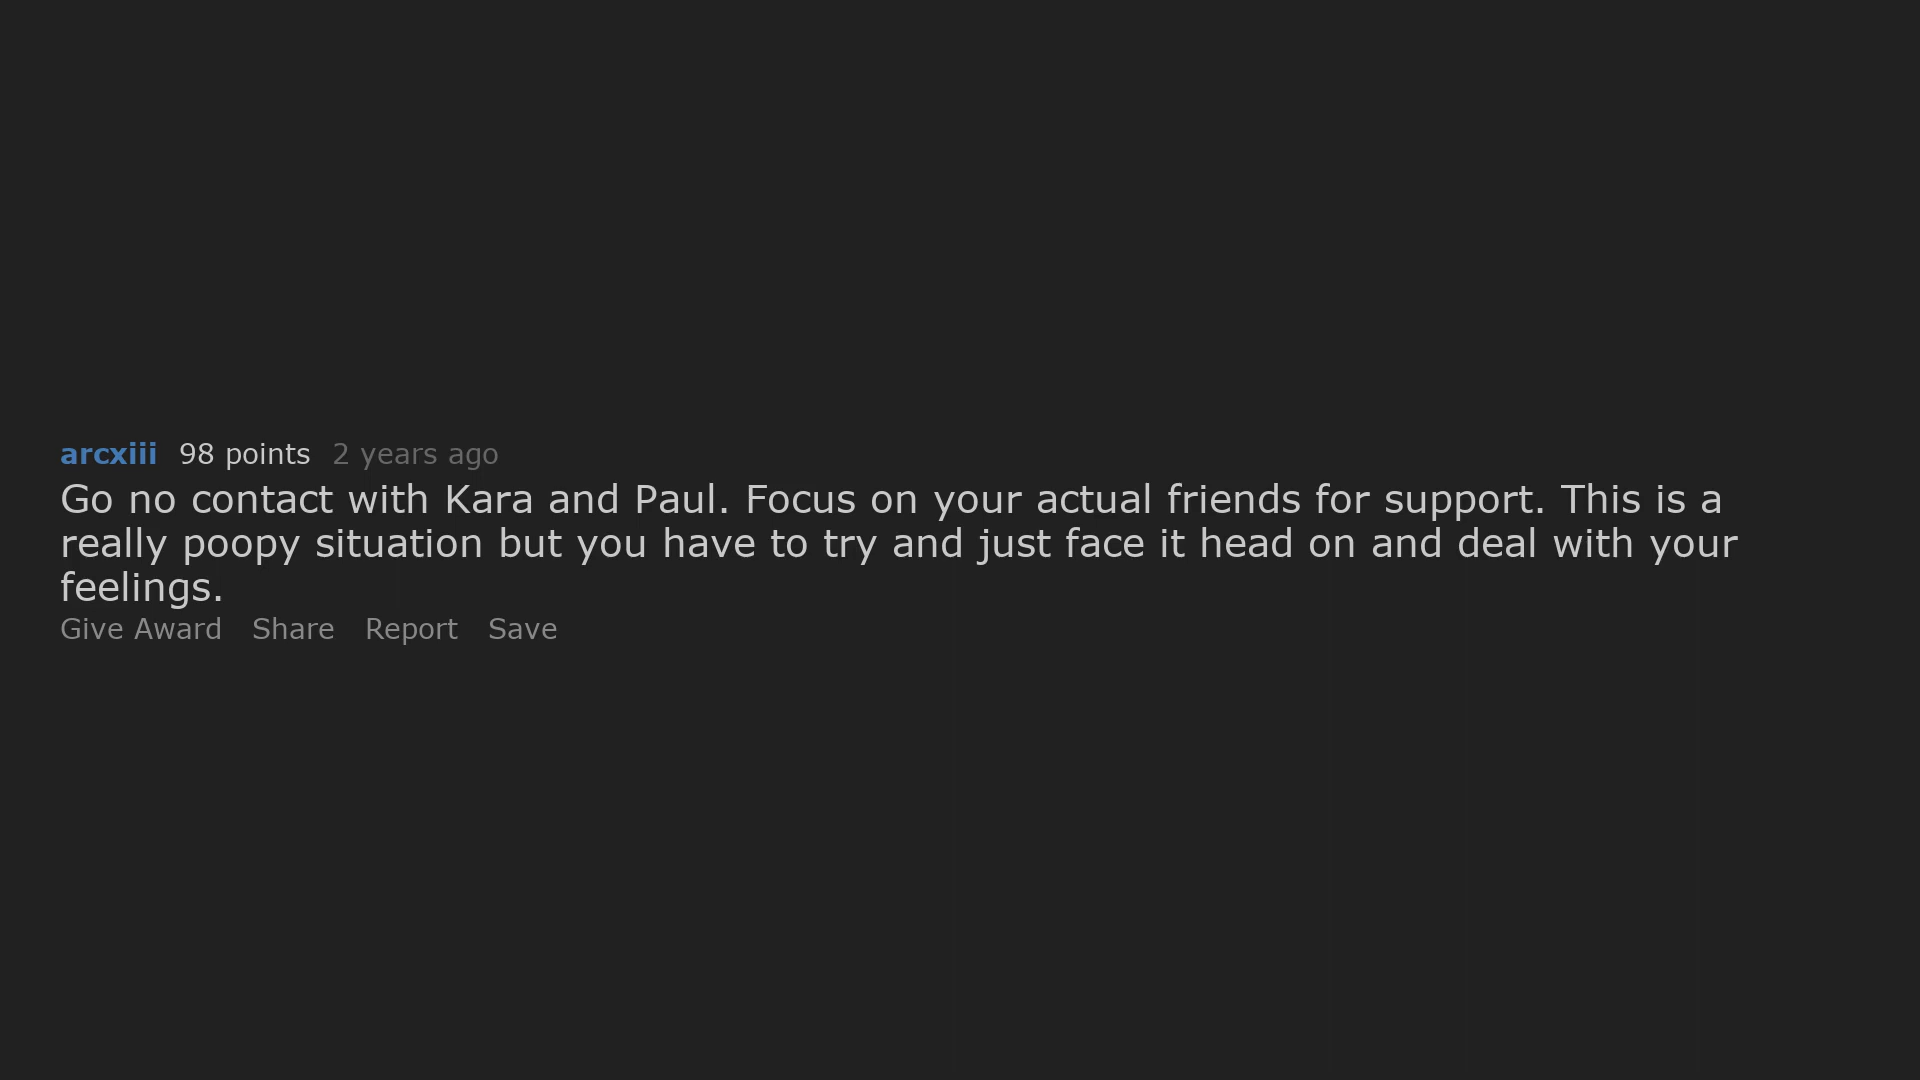 arcxiii 98 points 2 years ago
Go no contact with Kara and Paul. Focus on your actual friends for support. This is a
really poopy situation but you have to try and just face it head on and deal with your
feelings.
Give Award Share Report Save